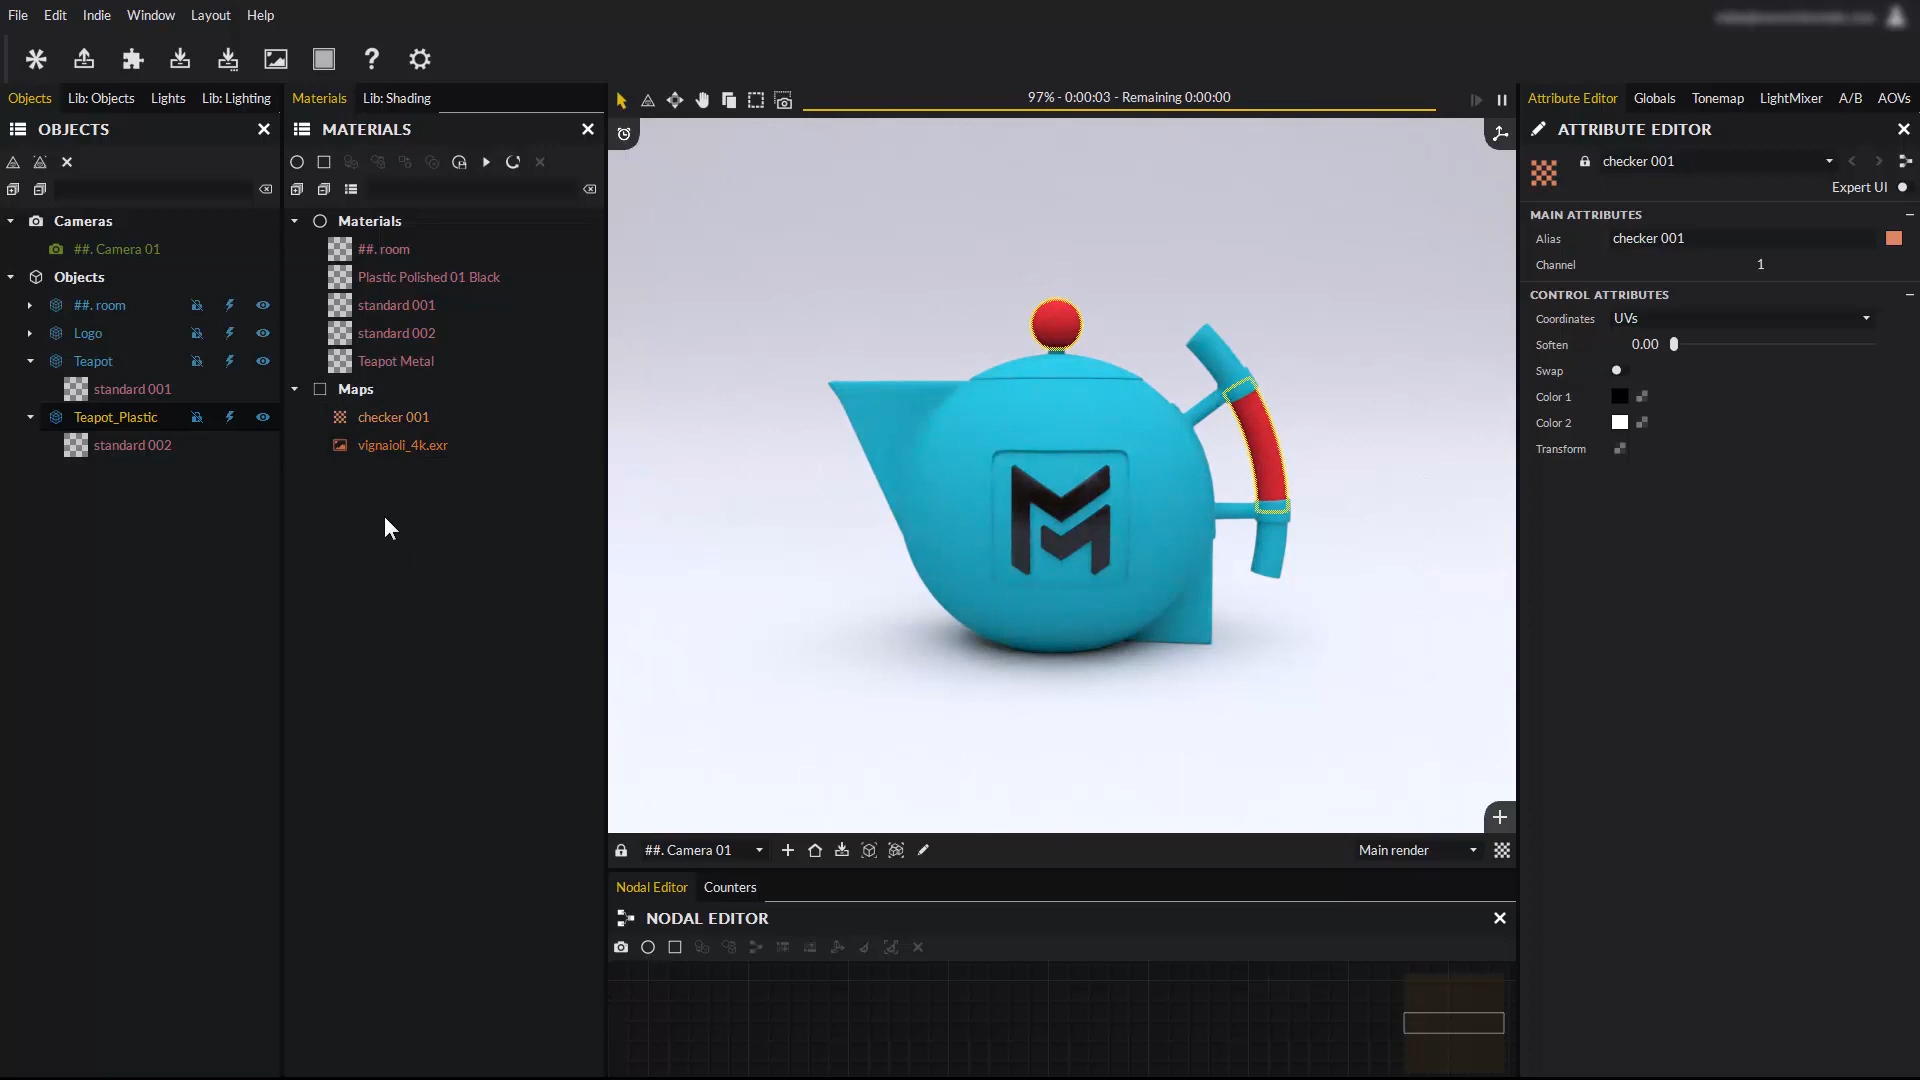 File Edit Indie Window Layout Help
Objects Lib: Objects Lights Lib: Lighting
OBJECTS
Cameras
##. Camera 01
Objects
##. room
Logo
Teapot
standard 001
Teapot_Plastic
standard 002
Materials Lib: Shading
MATERIALS
Materials
##. room
Plastic Polished 01 Black
standard 001
standard 002
Teapot Metal
Maps
checker 001
vignaioli_4k.exr
97% - 0:00:03 - Remaining 0:00:00
##. Camera 01
Main render
Nodal Editor Counters
NODAL EDITOR
Attribute Editor Globals Tonemap LightMixer A/B AOVs
ATTRIBUTE EDITOR
checker 001
Expert UI
MAIN ATTRIBUTES
Alias checker 001
Channel 1
CONTROL ATTRIBUTES
Coordinates UVs
Soften 0.00
Swap
Color 1
Color 2
Transform